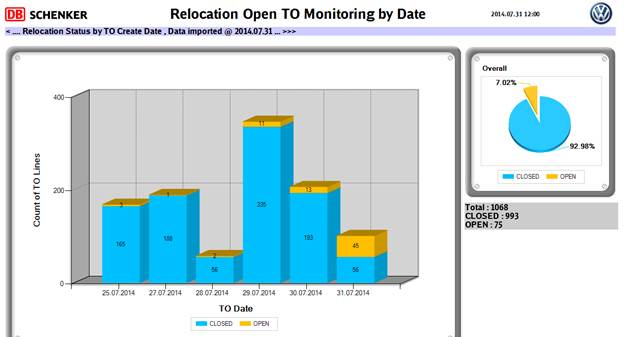 DB SCHENKER
Relocation Open TO Monitoring by Date
2014.07.31 12:00
< .... Relocation Status by TO Create Date , Data imported @ 2014.07.31 ... >>>
Overall
7.02%
92.98%
CLOSED OPEN
Total : 1068
CLOSED : 993
OPEN : 75
Count of TO Lines
400
200
0
3
165
1
188
2
56
11
335
13
193
45
56
25.07.2014 27.07.2014 28.07.2014 29.07.2014 30.07.2014 31.07.2014
TO Date
CLOSED OPEN